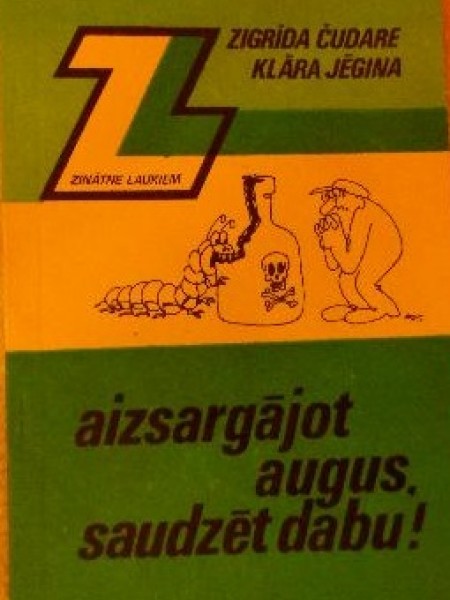 ZIGRĪDA ČUDARE
KLĀRA JĒGINA
Z
ZINĀTNE LAUKIEM
aizsargājot
augus,
saudzēt dabu!